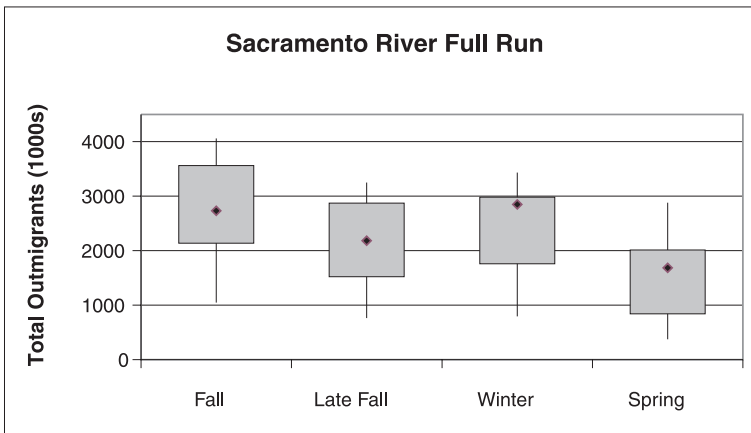 Sacramento River Full Run
Total Outmigrants (1000s)
4000
3000
2000
1000
0
Fall
Late Fall
Winter
Spring